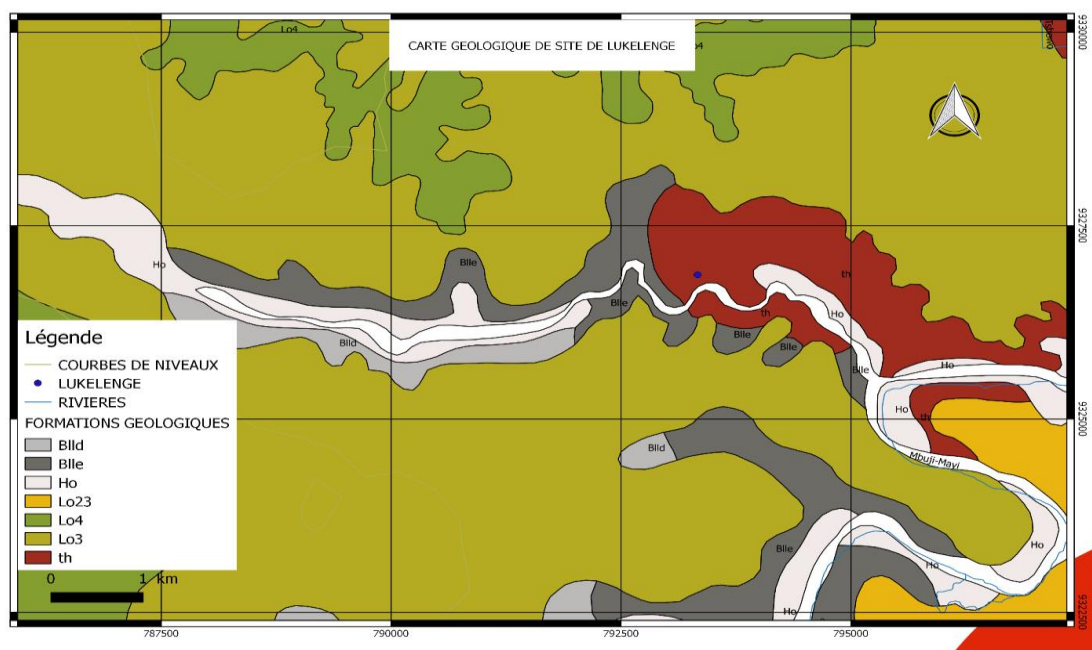 CARTE GEOLOGIQUE DE SITE DE LUKELENGE
Lo4
o4
9330000
Ho
Blle
9327500
th
Blle
th
Ho
Blld
Blle
Blle
Blle
Ho
Ho
th
9325000
Blld
Mbuji-Mayi
Ho
Blle
Ho
Ho
9322500
Légende
COURBES DE NIVEAUX
LUKELENGE
RIVIERES
FORMATIONS GEOLOGIQUES
Blld
Blle
Ho
Lo23
Lo4
Lo3
th
0 1 km
787500 790000 792500 795000